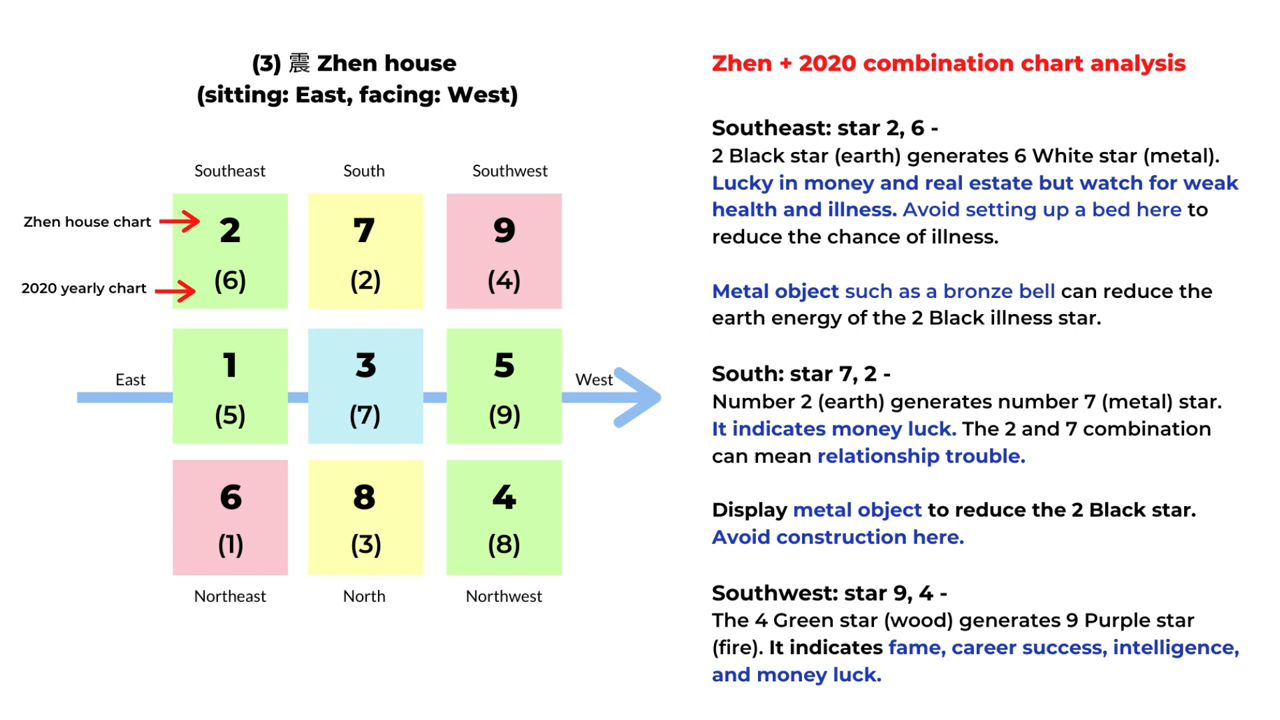 (3) 震 Zhen house
(sitting: East, facing: West)
Southeast South Southwest
Zhen house chart
2 7 9
2020 yearly chart
(6) (2) (4)
East
West
1 3 5
(5) (7) (9)
6 8 4
(1) (3) (8)
Northeast North Northwest
Zhen + 2020 combination chart analysis
Southeast: star 2, 6 -
2 Black star (earth) generates 6 White star (metal).
Lucky in money and real estate but watch for weak
health and illness. Avoid setting up a bed here to
reduce the chance of illness.
Metal object such as a bronze bell can reduce the
earth energy of the 2 Black illness star.
South: star 7, 2 -
Number 2 (earth) generates number 7 (metal) star.
It indicates money luck. The 2 and 7 combination
can mean relationship trouble.
Display metal object to reduce the 2 Black star.
Avoid construction here.
Southwest: star 9, 4 -
The 4 Green star (wood) generates 9 Purple star
(fire). It indicates fame, career success, intelligence,
and money luck.